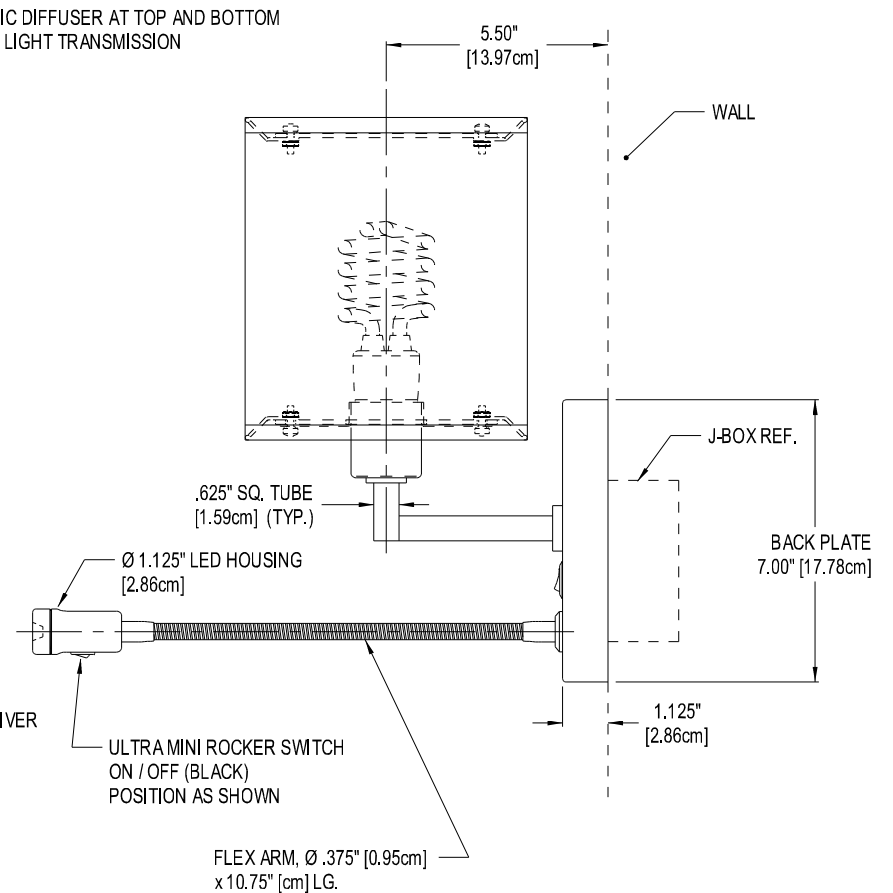 IC DIFFUSER AT TOP AND BOTTOM
LIGHT TRANSMISSION
5.50"
[13.97cm]
WALL
J-BOX REF.
.625" SQ. TUBE
[1.59cm] (TYP.)
BACK PLATE
7.00" [17.78cm]
Ø 1.125" LED HOUSING
[2.86cm]
IVER
1.125"
[2.86cm]
ULTRA MINI ROCKER SWITCH
ON / OFF (BLACK)
POSITION AS SHOWN
FLEX ARM, Ø .375" [0.95cm]
x 10.75" [cm] LG.